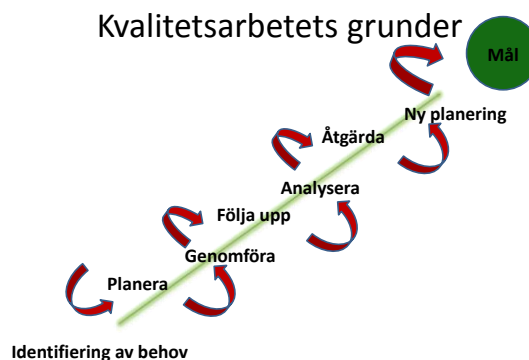 Kvalitetsarbetets grunder
Mål
Ny planering
Åtgärda
Analysera
Följa upp
Genomföra
Planera
Identifiering av behov